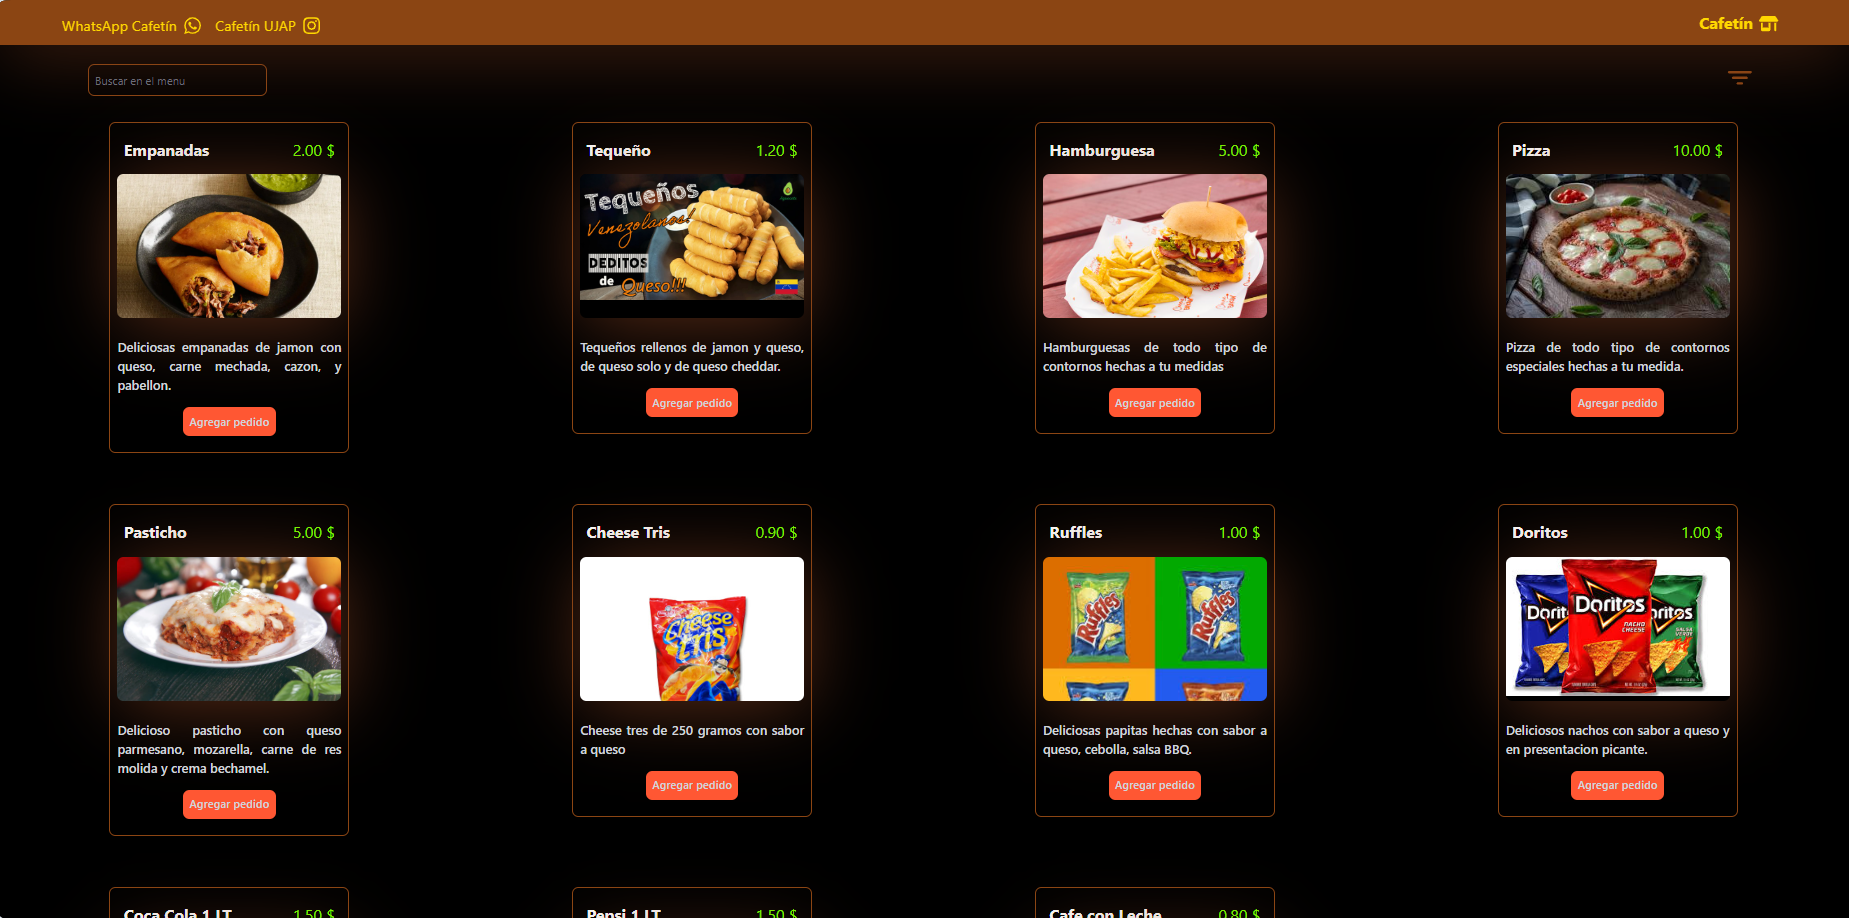 WhatsApp Cafetín
Cafetín UJAP
Cafetín
Buscar en el menu
Empanadas 2.00 $
Deliciosas empanadas de jamon con
queso, carne mechada, cazon, y
pabellon.
Agregar pedido
Tequeño 1.20 $
Tequeños
Venezolanos!
DEDITOS
de Queso!!!
Tequeños rellenos de jamon y queso,
de queso solo y de queso cheddar.
Agregar pedido
Hamburguesa 5.00 $
Hamburguesas de todo tipo de
contornos hechas a tu medidas
Agregar pedido
Pizza 10.00 $
Pizza de todo tipo de contornos
especiales hechas a tu medida.
Agregar pedido
Pasticho 5.00 $
Delicioso pasticho con queso
parmesano, mozarella, carne de res
molida y crema bechamel.
Agregar pedido
Cheese Tris 0.90 $
Cheese
TRIS
Cheese tres de 250 gramos con sabor
a queso
Agregar pedido
Ruffles 1.00 $
Ruffles
Ruffles
Deliciosas papitas hechas con sabor a
queso, cebolla, salsa BBQ.
Agregar pedido
Doritos 1.00 $
Doritos
NACHO
CHEESE
SALSA
VERDE
Deliciosos nachos con sabor a queso y
en presentacion picante.
Agregar pedido
Coca Cola 1 LT 1.50 $
Pepsi 1 LT 1.50 $
Cafe con Leche 0.80 $